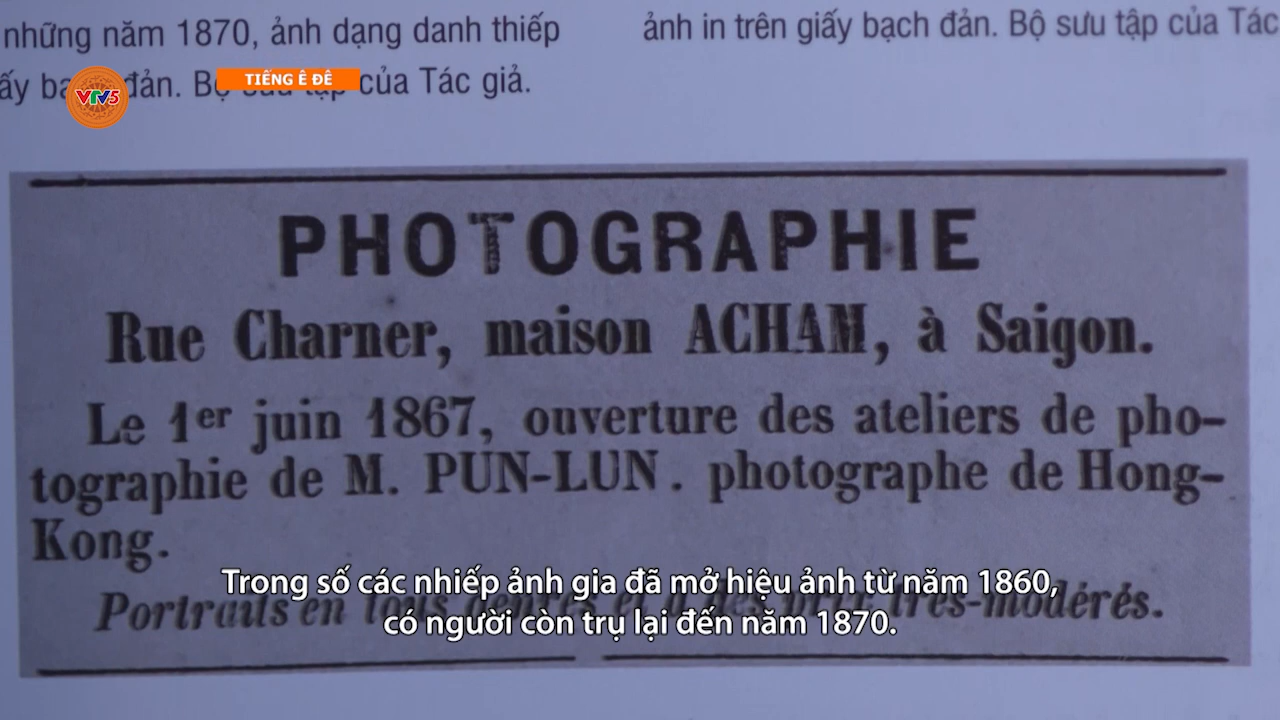 những năm 1870, ảnh dạng danh thiếp
ảnh in trên giấy bạch đản. Bộ sưu tập của Tác
đản. Bộ sưu tập của Tác giả.
VTV5
TIẾNG Ê ĐÊ
PHOTOGRAPHIE
Rue Charner, maison ACHAM, à Saigon.
Le 1er juin 1867, ouverture des ateliers de pho-
tographie de M. PUN-LUN. photographe de Hong-
Kong.
Portraits en très-modérés.
Trong số các nhiếp ảnh gia đã mở hiệu ảnh từ năm 1860,
có người còn trụ lại đến năm 1870.